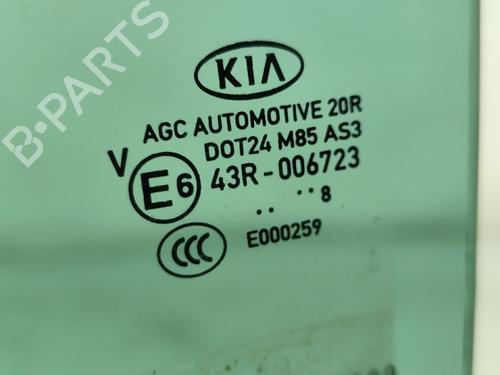 B-PARTS
KIA
AGC AUTOMOTIVE 20R
DOT24 M85 AS3
V
E6 43R-006723
.. ¨ 8
CCC E000259